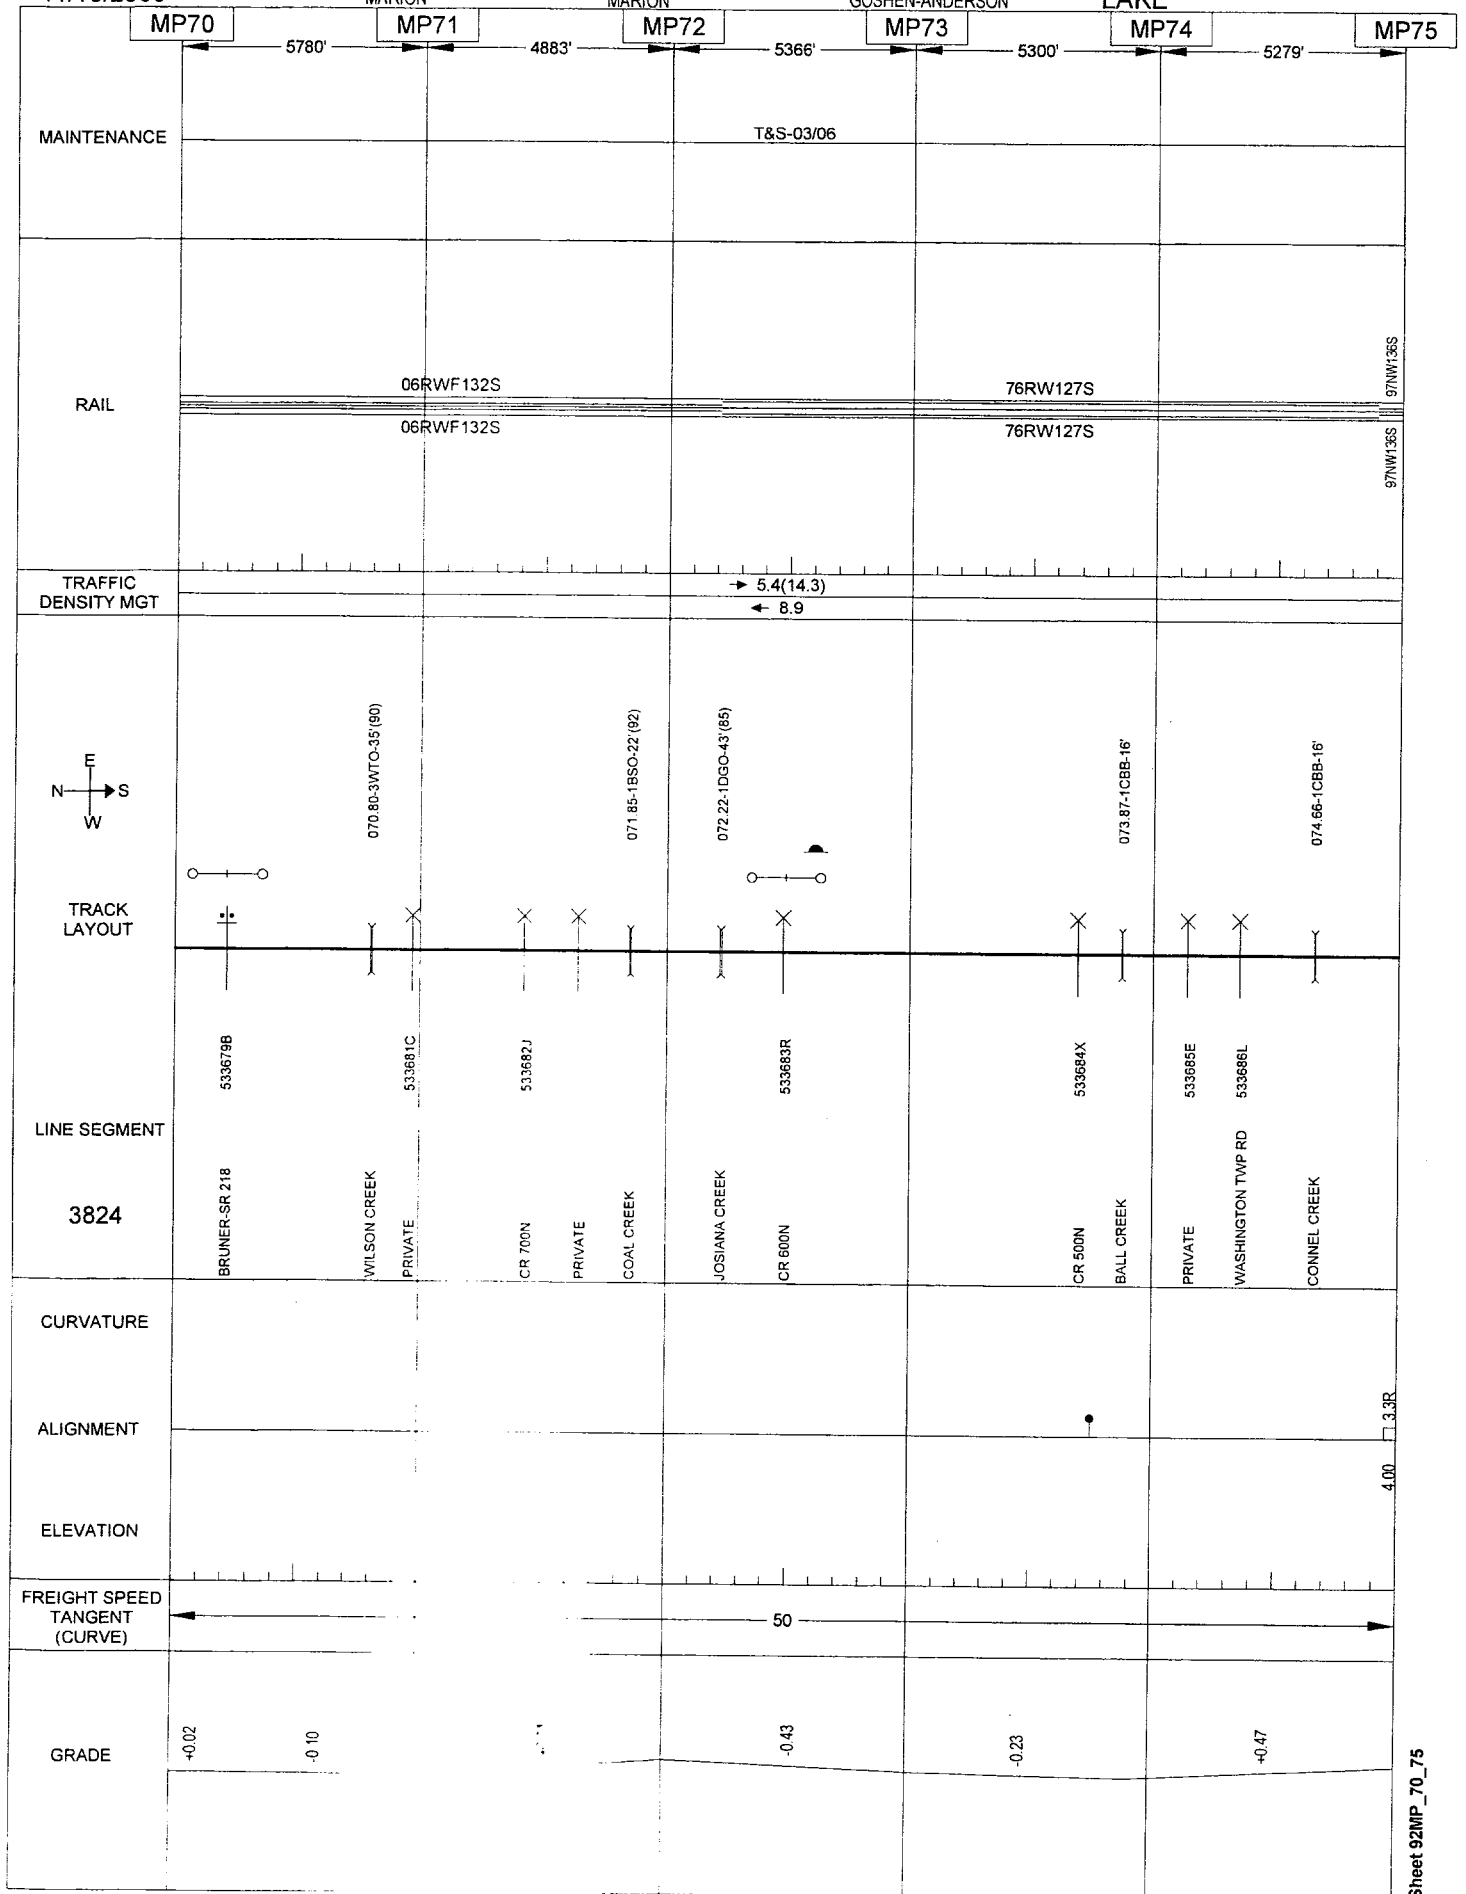 MARION MARION GOSHEN-ANDERSON LAKE
MP70 MP71 MP72 MP73 MP74 MP75
5780' 4883' 5366' 5300' 5279'
MAINTENANCE
T&S-03/06
RAIL
06RWF132S 76RW127S 97NW136S
06RWF132S 76RW127S 97NW136S
TRAFFIC
DENSITY MGT
→ 5.4(14.3)
← 8.9
070.80-3WTO-35'(90)
071.85-1BSO-22'(92)
072.22-1DGO-43'(85)
073.87-1CBB-16'
074.66-1CBB-16'
E
N S
W
TRACK
LAYOUT
533679B
533681C
533682J
533683R
533684X
533685E
533686L
LINE SEGMENT
3824
BRUNER-SR 218
WILSON CREEK
PRIVATE
CR 700N
PRIVATE
COAL CREEK
JOSIANA CREEK
CR 600N
CR 500N
BALL CREEK
PRIVATE
WASHINGTON TWP RD
CONNEL CREEK
CURVATURE
ALIGNMENT
3.3R
4.00
ELEVATION
FREIGHT SPEED
TANGENT
(CURVE)
50
GRADE
+0.02
-0.10
-0.43
-0.23
+0.47
Sheet 92MP_70_75